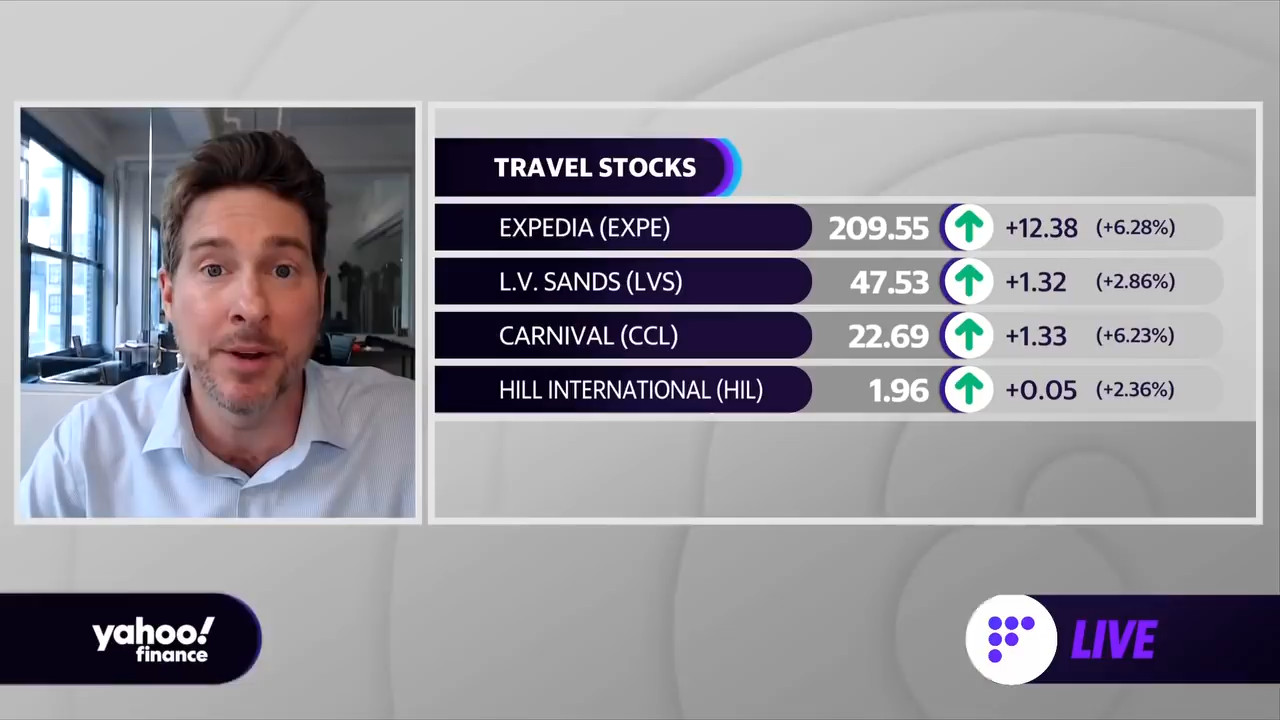 TRAVEL STOCKS
EXPEDIA (EXPE) 209.55 +12.38 (+6.28%)
L.V. SANDS (LVS) 47.53 +1.32 (+2.86%)
CARNIVAL (CCL) 22.69 +1.33 (+6.23%)
HILL INTERNATIONAL (HIL) 1.96 +0.05 (+2.36%)
yahoo!
finance
LIVE